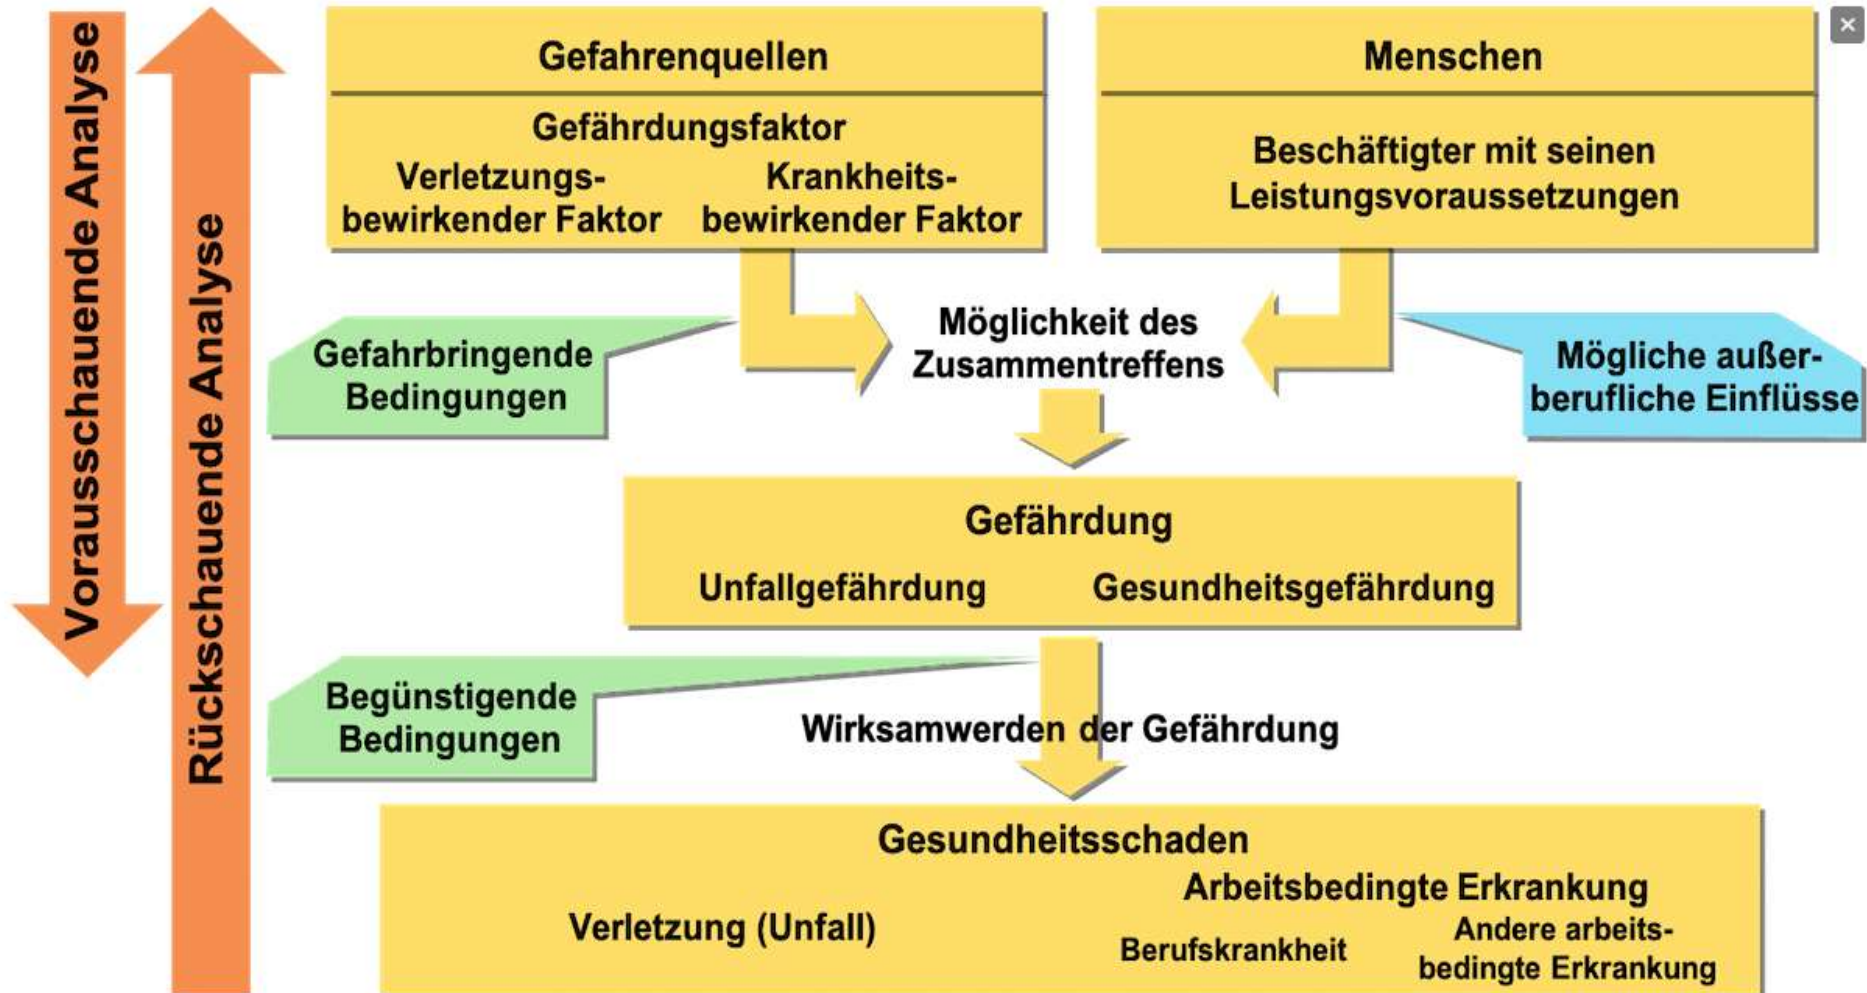 Vorausschauende Analyse
Rückschauende Analyse
Gefahrenquellen
Gefährdungsfaktor
Verletzungs-
bewirkender Faktor
Krankheits-
bewirkender Faktor
Menschen
Beschäftigter mit seinen
Leistungsvoraussetzungen
Gefahrbringende
Bedingungen
Möglichkeit des
Zusammentreffens
Mögliche außer-
berufliche Einflüsse
Gefährdung
Unfallgefährdung
Gesundheitsgefährdung
Begünstigende
Bedingungen
Wirksamwerden der Gefährdung
Gesundheitsschaden
Verletzung (Unfall)
Arbeitsbedingte Erkrankung
Berufskrankheit
Andere arbeits-
bedingte Erkrankung